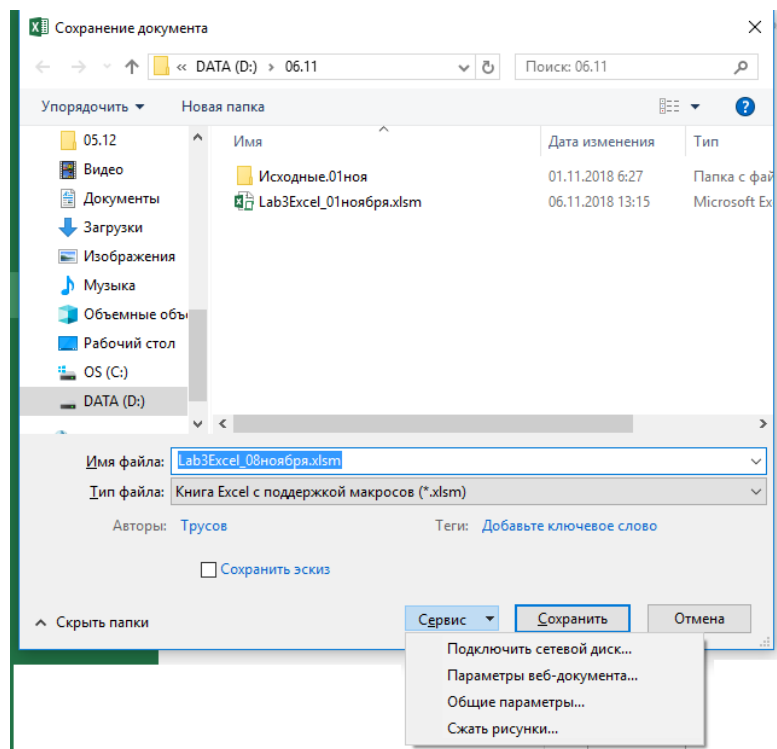 Сохранение документа
« DATA (D:) › 06.11
Поиск: 06.11
Упорядочить
Новая папка
05.12
Видео
Документы
Загрузки
Изображения
Музыка
Объемные объ
Рабочий стол
OS (C:)
DATA (D:)
Имя
Дата изменения
Тип
Исходные.01ноя
01.11.2018 6:27
Папка с фай
Lab3Excel_01ноября.xlsm
06.11.2018 13:15
Microsoft Ex
Имя файла: Lab3Excel_08ноября.xlsm
Тип файла: Книга Excel с поддержкой макросов (*.xlsm)
Авторы: Трусов
Теги: Добавьте ключевое слово
Сохранить эскиз
Скрыть папки
Сервис
Сохранить
Отмена
Подключить сетевой диск...
Параметры веб-документа...
Общие параметры...
Сжать рисунки...